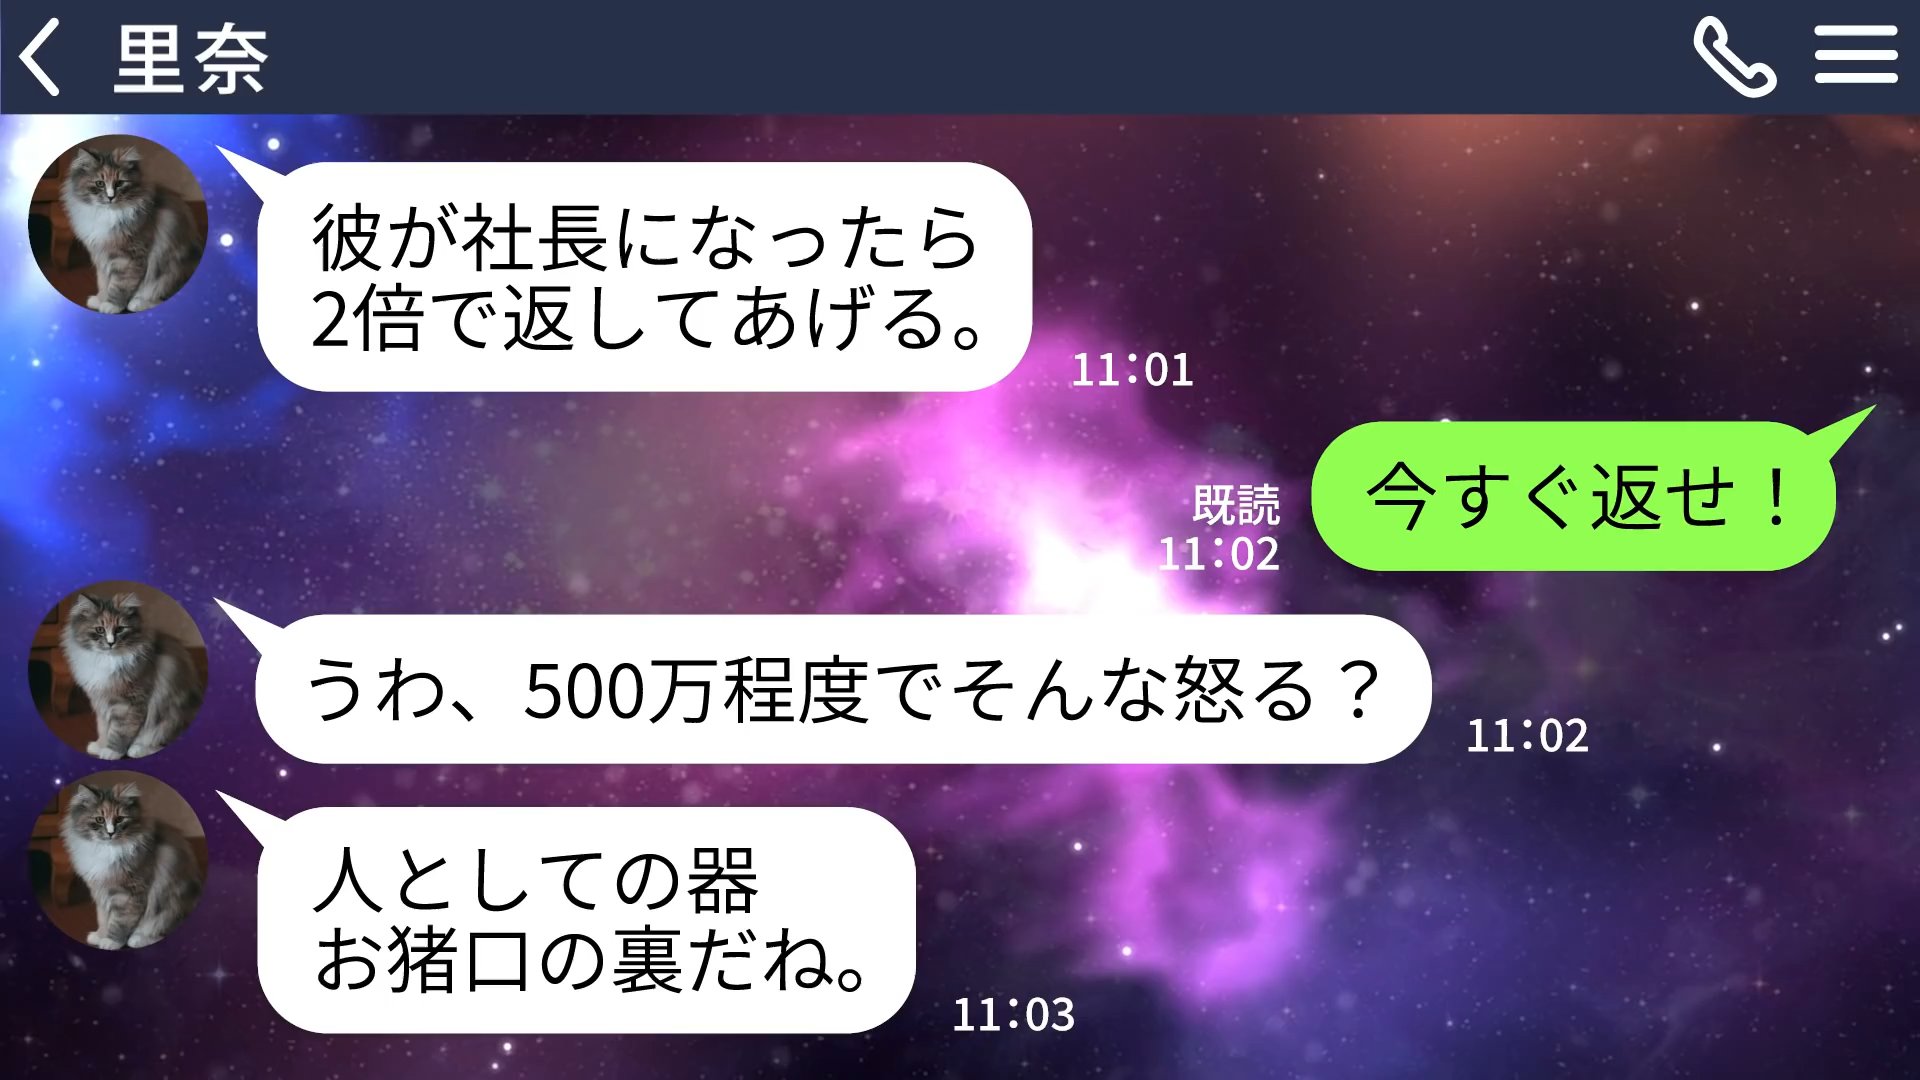 里奈
彼が社長になったら
2倍で返してあげる。
11:01
今すぐ返せ！
既読
11:02
うわ、500万程度でそんな怒る？
11:02
人としての器
お猪口の裏だね。
11:03